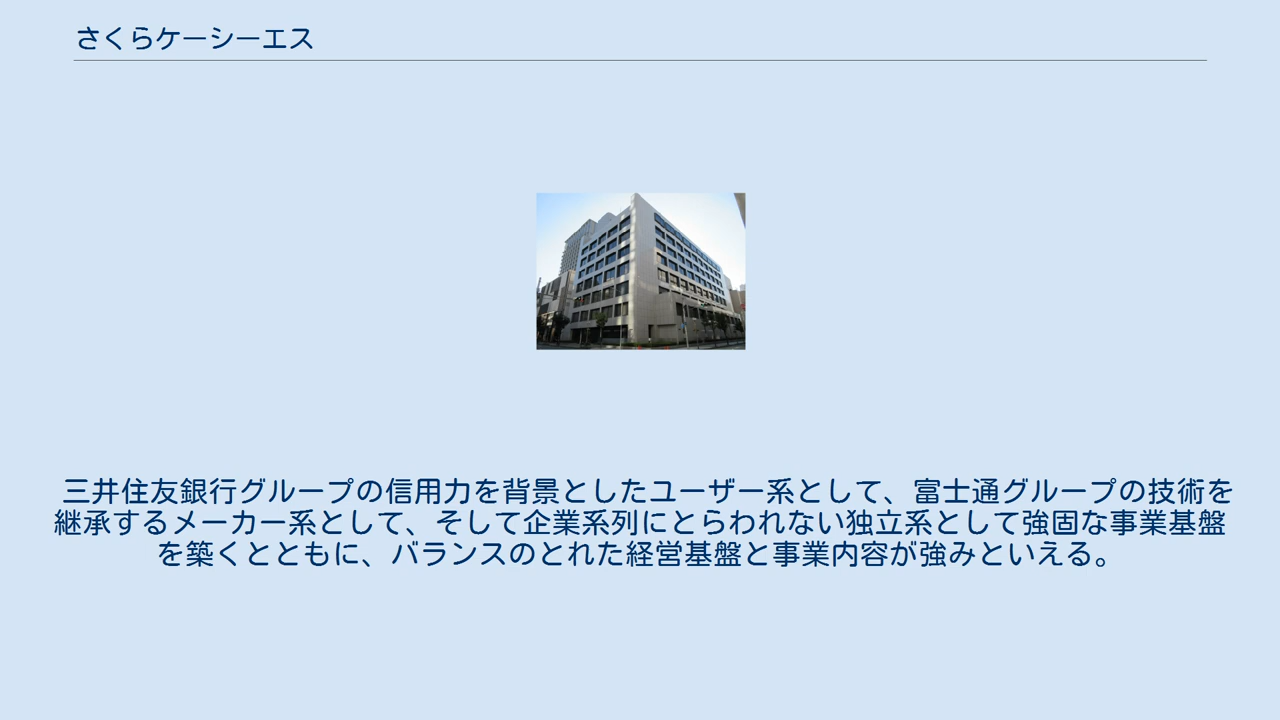 さくらケーシーエス
三井住友銀行グループの信用力を背景としたユーザー系として、富士通グループの技術を
継承するメーカー系として、そして企業系列にとらわれない独立系として強固な事業基盤
を築くとともに、バランスのとれた経営基盤と事業内容が強みといえる。